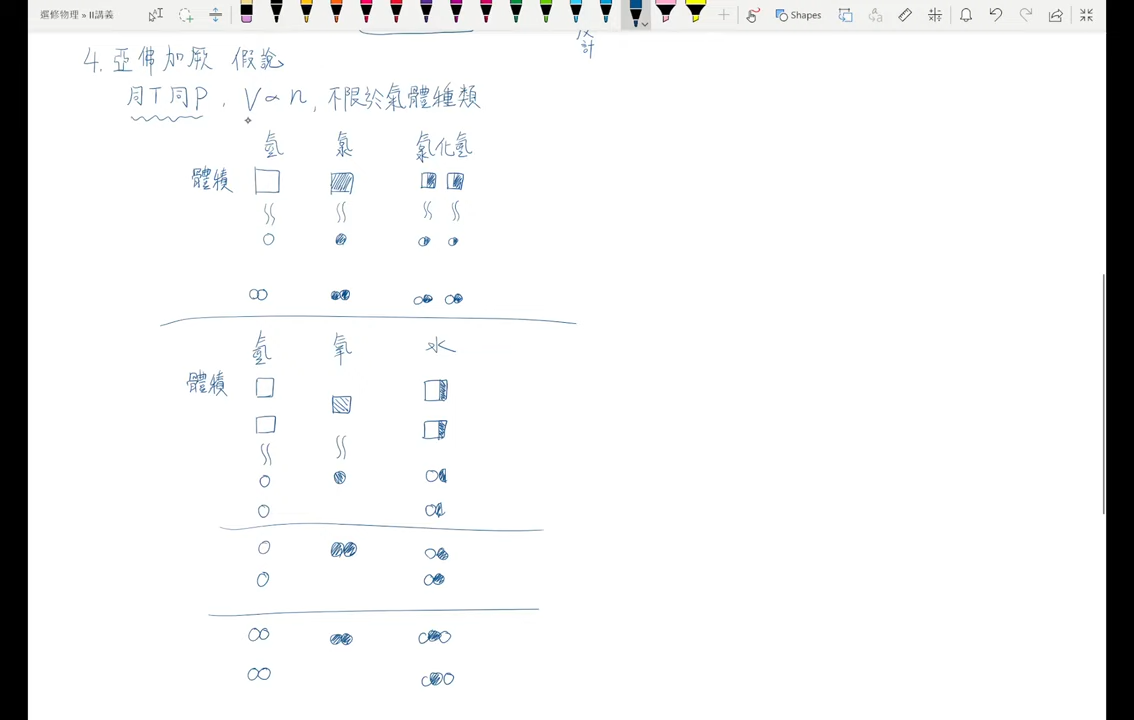 選修物理 » II講義
Shapes
計
4. 亞佛加厥 假說
同T同P, V∝n, 不限於氣體種類
氫 氯 氯化氫
體積
氫 氧 水
體積